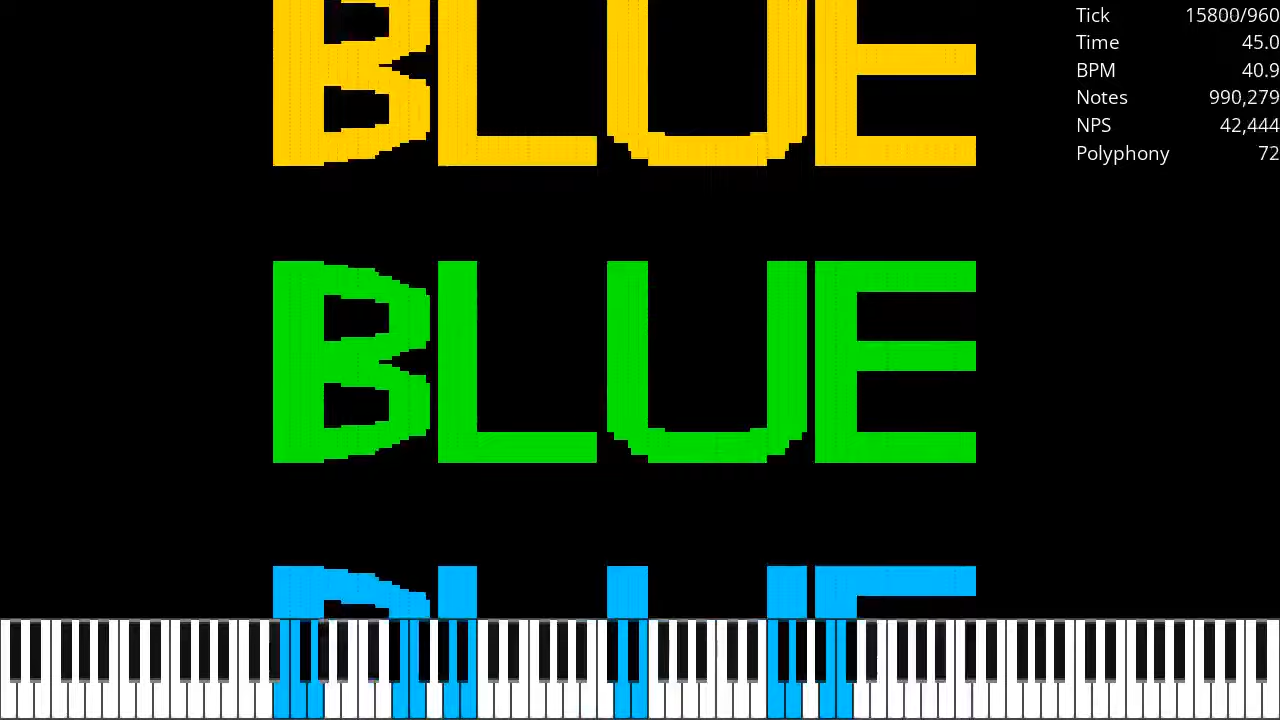 BLUE
Tick 15800/960
Time 45.0
BPM 40.9
Notes 990,279
NPS 42,444
Polyphony 72
BLUE
BLUE